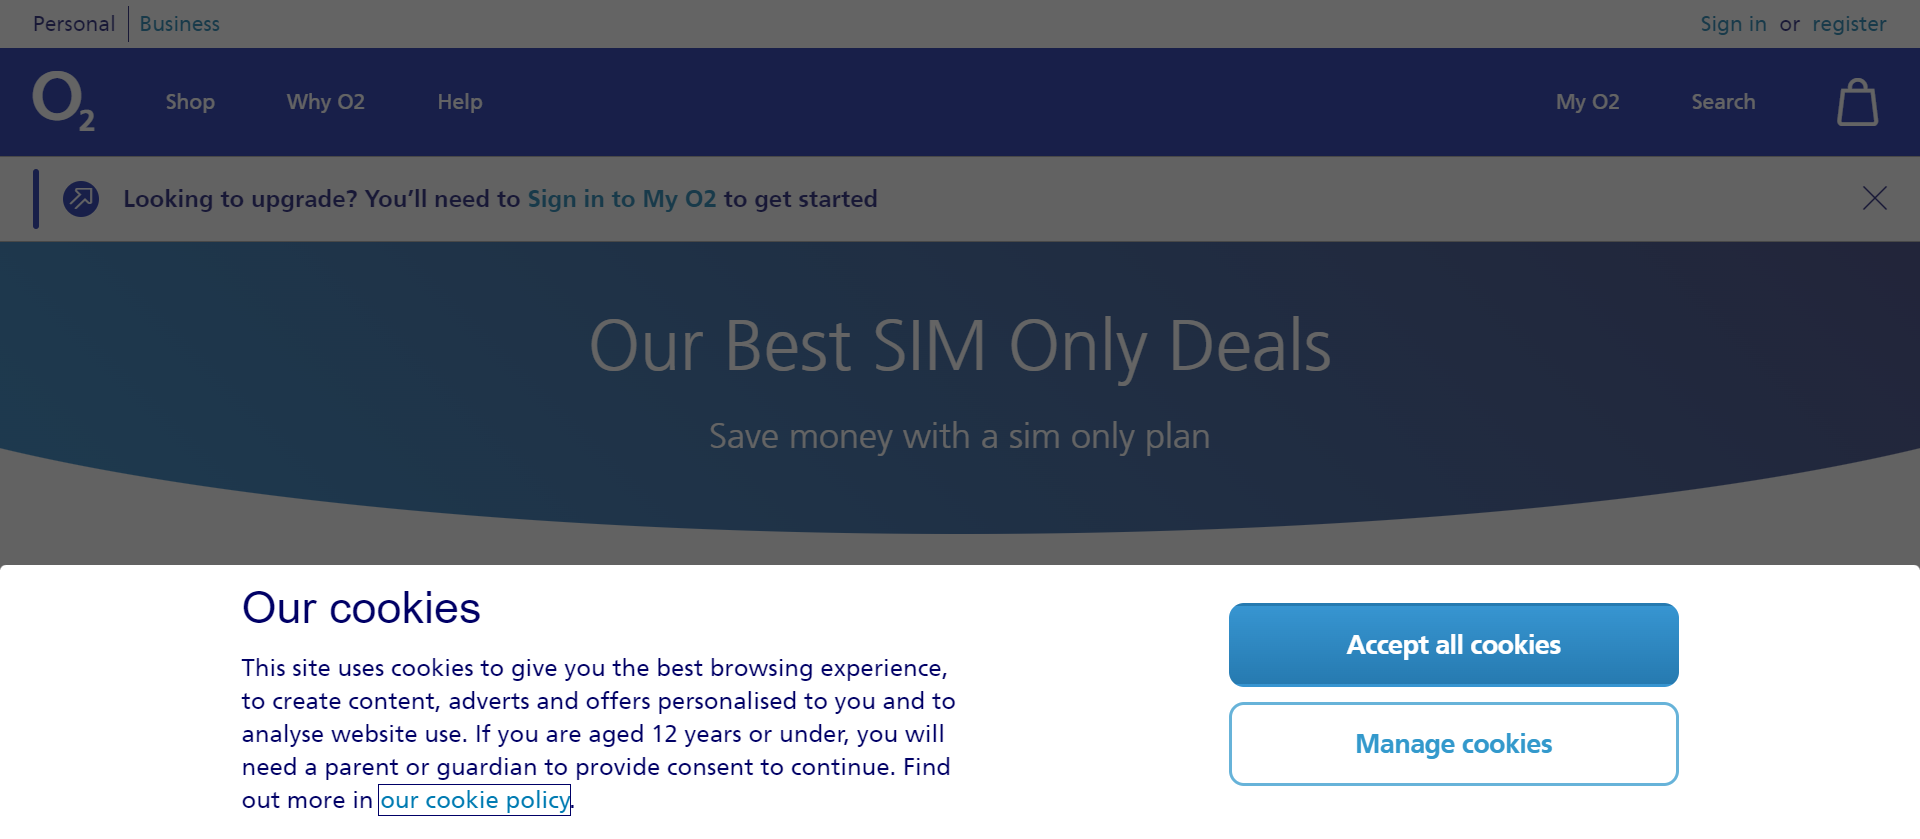 Personal Business Sign in or register
O2 Shop Why O2 Help My O2 Search
Looking to upgrade? You’ll need to Sign in to My O2 to get started
Our Best SIM Only Deals
Save money with a sim only plan
Our cookies
This site uses cookies to give you the best browsing experience,
to create content, adverts and offers personalised to you and to
analyse website use. If you are aged 12 years or under, you will
need a parent or guardian to provide consent to continue. Find
out more in our cookie policy.
Accept all cookies
Manage cookies